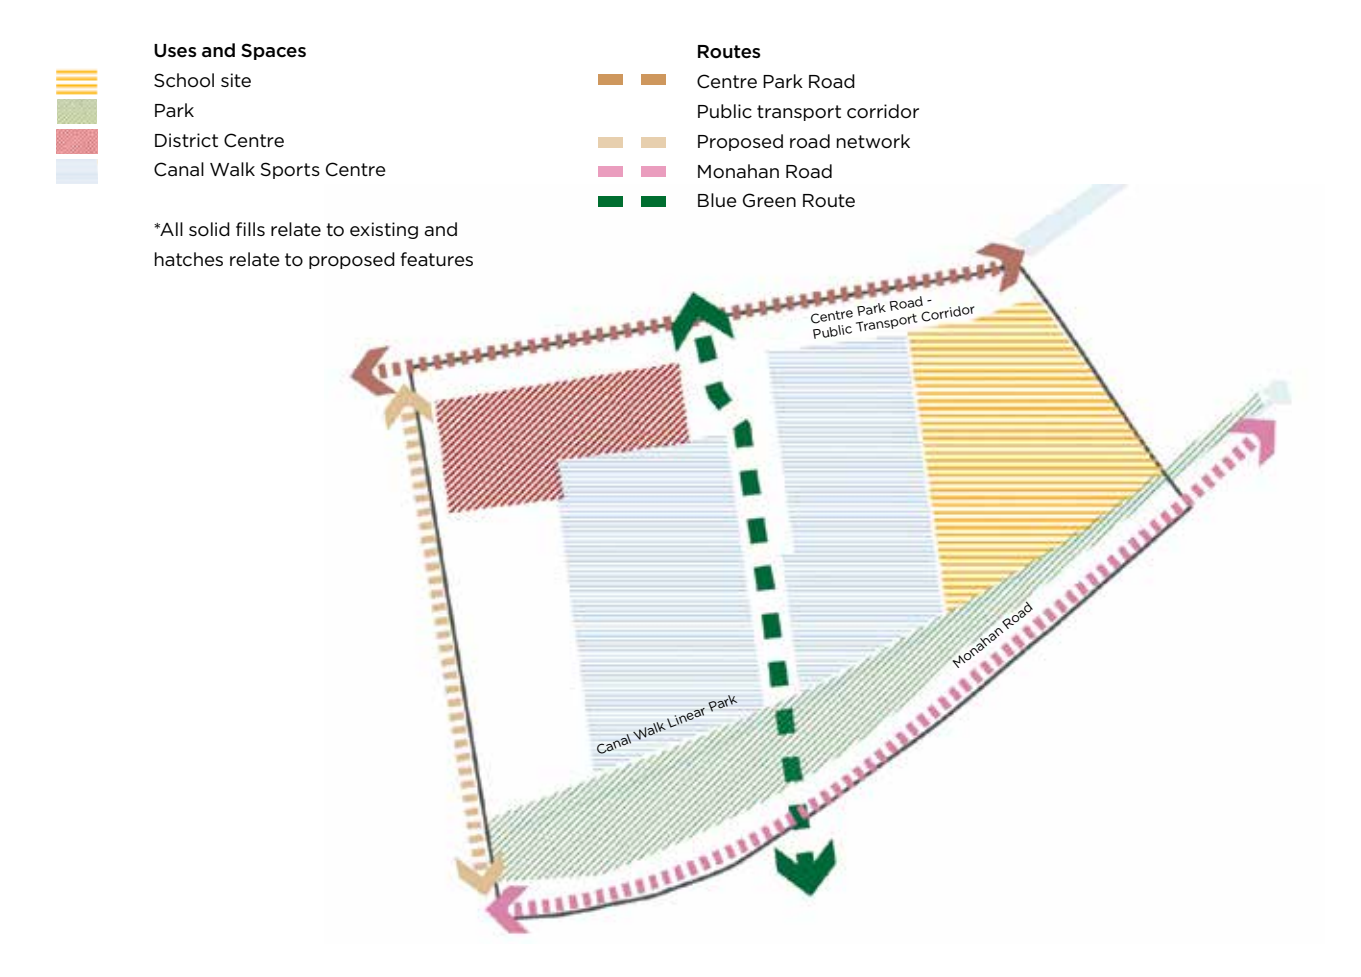 Uses and Spaces
School site
Park
District Centre
Canal Walk Sports Centre
*All solid fills relate to existing and
hatches relate to proposed features
Routes
Centre Park Road
Public transport corridor
Proposed road network
Monahan Road
Blue Green Route
Centre Park Road -
Public Transport Corridor
Monahan Road
Canal Walk Linear Park